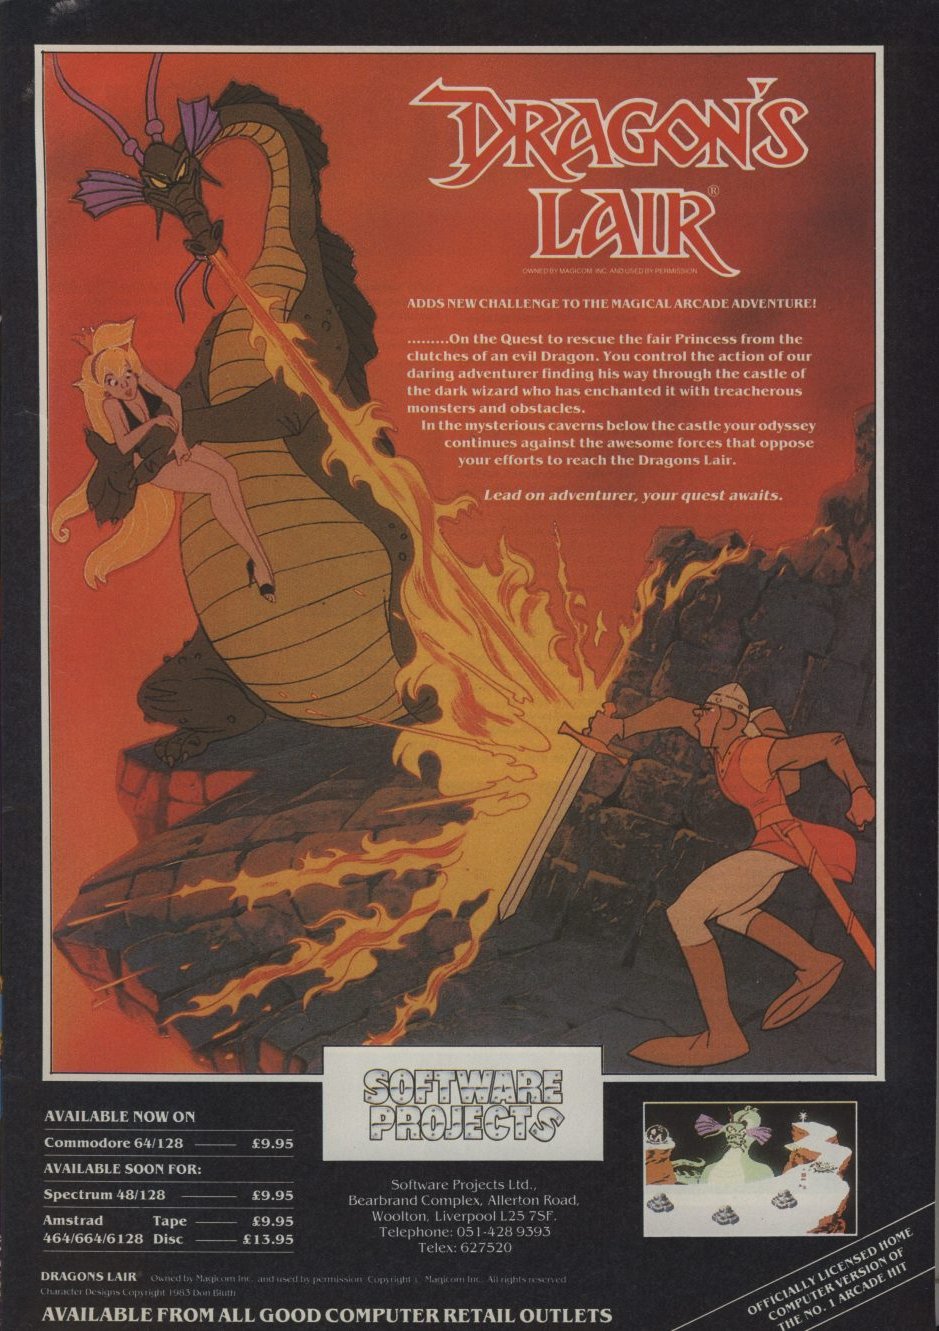 DRAGON'S
LAIR®
OWNED BY MAGICOM INC. AND USED BY PERMISSION
ADDS NEW CHALLENGE TO THE MAGICAL ARCADE ADVENTURE!
.........On the Quest to rescue the fair Princess from the
clutches of an evil Dragon. You control the action of our
daring adventurer finding his way through the castle of
the dark wizard who has enchanted it with treacherous
monsters and obstacles.
In the mysterious caverns below the castle your odyssey
continues against the awesome forces that oppose
your efforts to reach the Dragons Lair.
Lead on adventurer, your quest awaits.
SOFTWARE
PROJECTS
AVAILABLE NOW ON
Commodore 64/128 —— £9.95
AVAILABLE SOON FOR:
Spectrum 48/128 —— £9.95
Amstrad Tape —— £9.95
464/664/6128 Disc —— £13.95
Software Projects Ltd.,
Bearbrand Complex, Allerton Road,
Woolton, Liverpool L25 7SF.
Telephone: 051-428 9393
Telex: 627520
DRAGONS LAIR Owned by Magicom Inc. and used by permission Copyright Magicom Inc. All rights reserved
Character Designs Copyright 1983 Don Bluth
AVAILABLE FROM ALL GOOD COMPUTER RETAIL OUTLETS
OFFICIALLY LICENSED HOME
COMPUTER VERSION OF
THE NO. 1 ARCADE HIT